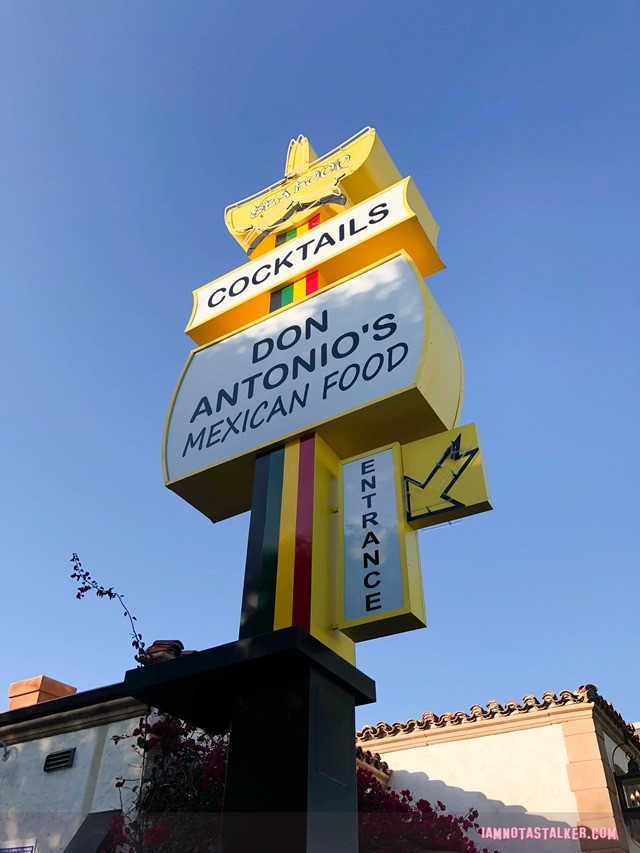 SEA FOOD
COCKTAILS
DON
ANTONIO'S
MEXICAN FOOD
ENTRANCE
IAMNOTASTALKER.COM